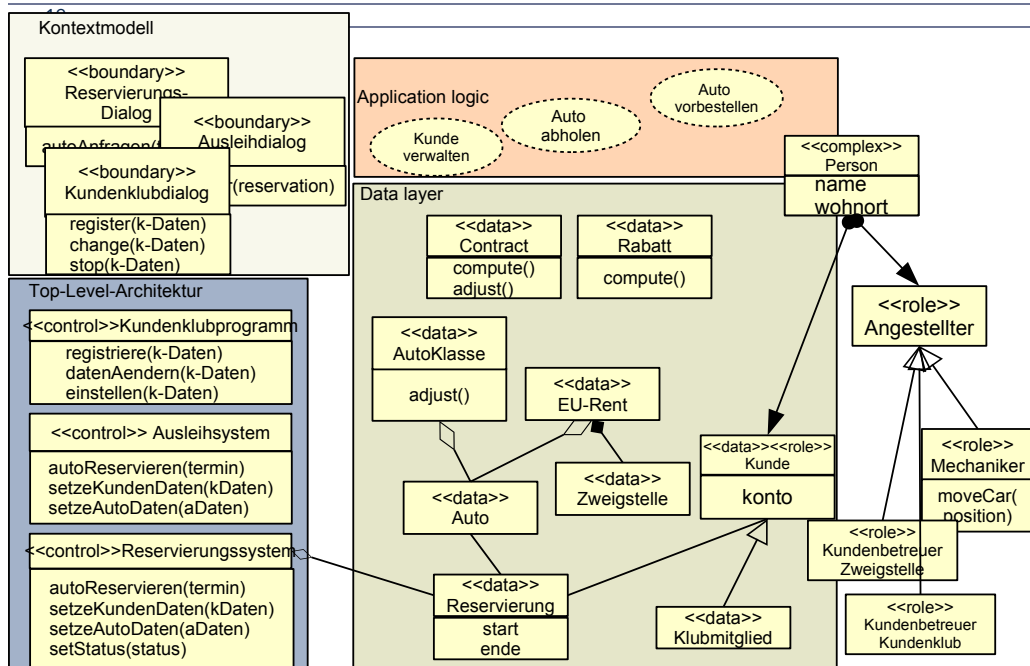 Kontextmodell
<<boundary>>
Reservierungs-
Dialog
<<boundary>>
Ausleihdialog
(reservation)
<<boundary>>
Kundenklubdialog
register(k-Daten)
change(k-Daten)
stop(k-Daten)
Application logic
Kunde
verwalten
Auto
abholen
Auto
vorbestellen
<<complex>>
Person
name
wohnort
Top-Level-Architektur
<<control>>Kundenklubprogramm
registriere(k-Daten)
datenAendern(k-Daten)
einstellen(k-Daten)
<<control>> Ausleihsystem
autoReservieren(termin)
setzeKundenDaten(kDaten)
setzeAutoDaten(aDaten)
<<control>>Reservierungssystem
autoReservieren(termin)
setzeKundenDaten(kDaten)
setzeAutoDaten(aDaten)
setStatus(status)
Data layer
<<data>>
Contract
compute()
adjust()
<<data>>
Rabatt
compute()
<<data>>
AutoKlasse
adjust()
<<data>>
EU-Rent
<<data>>
Auto
<<data>>
Zweigstelle
<<data>><<role>>
Kunde
konto
<<data>>
Reservierung
start
ende
<<data>>
Klubmitglied
<<role>>
Angestellter
<<role>>
Mechaniker
moveCar(
position)
<<role>>
Kundenbetreuer
Zweigstelle
<<role>>
Kundenbetreuer
Kundenklub